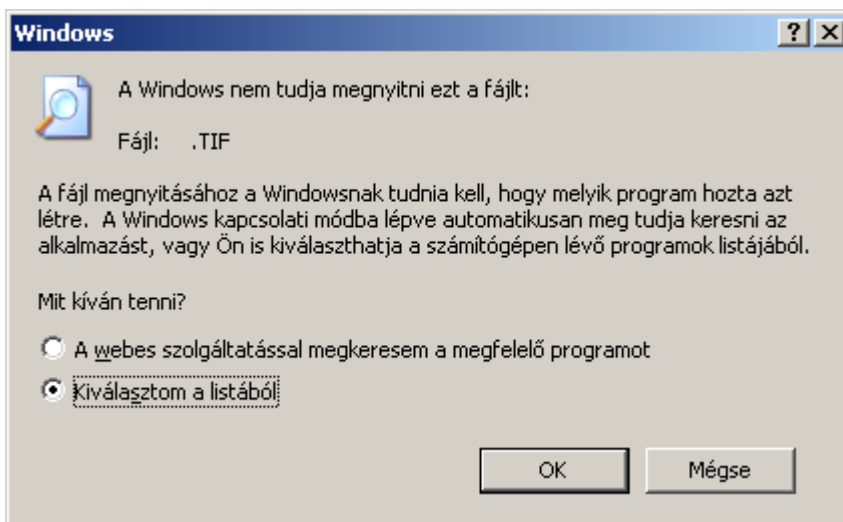 Windows
A Windows nem tudja megnyitni ezt a fájlt:
Fájl: .TIF
A fájl megnyitásához a Windowsnak tudnia kell, hogy melyik program hozta azt
létre. A Windows kapcsolati módba lépve automatikusan meg tudja keresni az
alkalmazást, vagy Ön is kiválaszthatja a számítógépen lévő programok listájából.
Mit kíván tenni?
A webes szolgáltatással megkeresem a megfelelő programot
Kiválasztom a listából
OK Mégse